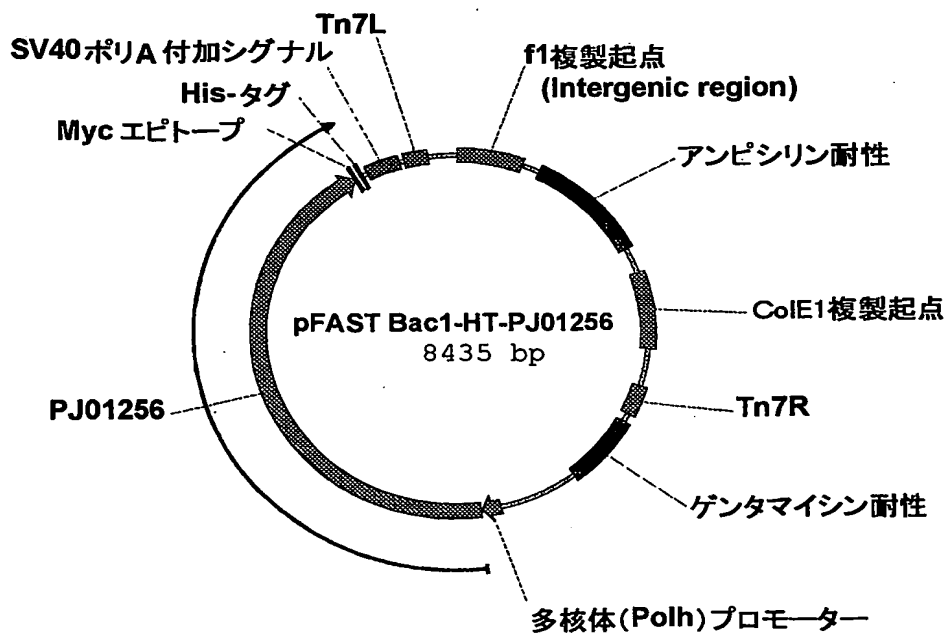 Tn7L
SV40ポリA付加シグナル
His-タグ
Myc エピトープ
f1複製起点
(Intergenic region)
アンピシリン耐性
ColE1複製起点
pFAST Bac1-HT-PJ01256
8435 bp
PJ01256
Tn7R
ゲンタマイシン耐性
多核体(Polh)プロモーター